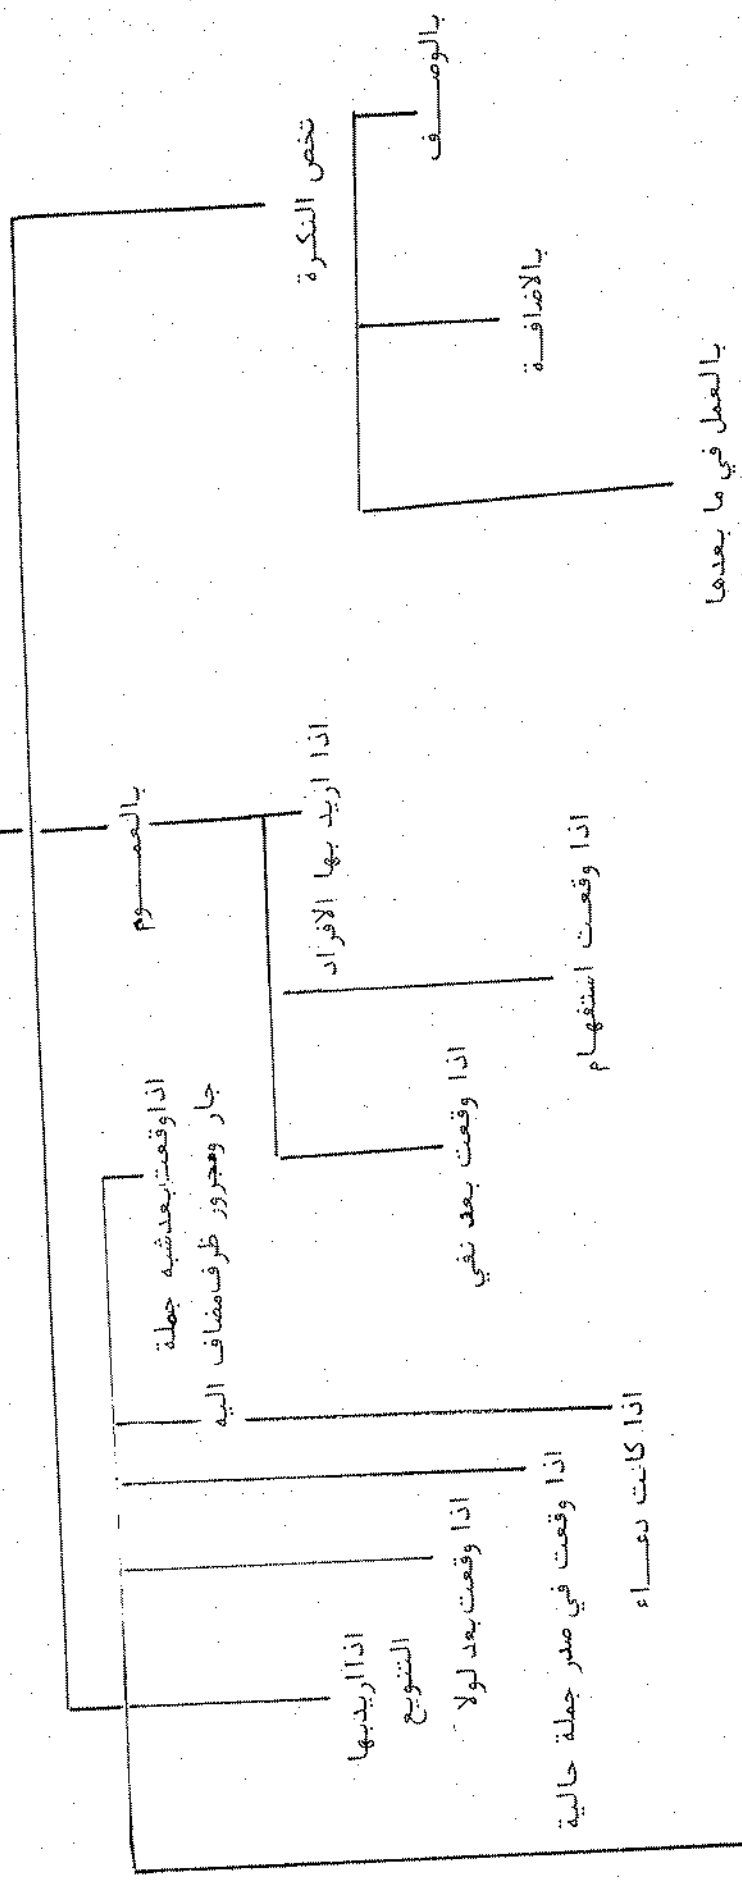 تخص النكرة
بالوصف
بالاضافة
بالعمل في ما بعدها
بالعموم
اذا اريد بها الافراد
اذا وقعت استفهام
اذا وقعت بعد نفي
اذا وقعت بعد شبه جملة
جار ومجرور ظرف مضاف
اليه
اذا كانت دعاء
اذا وقعت في صدر جملة حالية
اذا وقعت بعد لولا
اذا اريد بها
التنويع